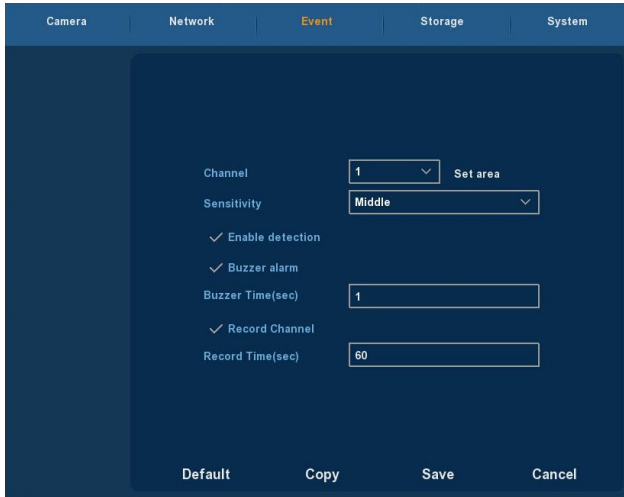 Camera Network Event Storage System
Channel 1 Set area
Sensitivity Middle
Enable detection
Buzzer alarm
Buzzer Time(sec) 1
Record Channel
Record Time(sec) 60
Default Copy Save Cancel